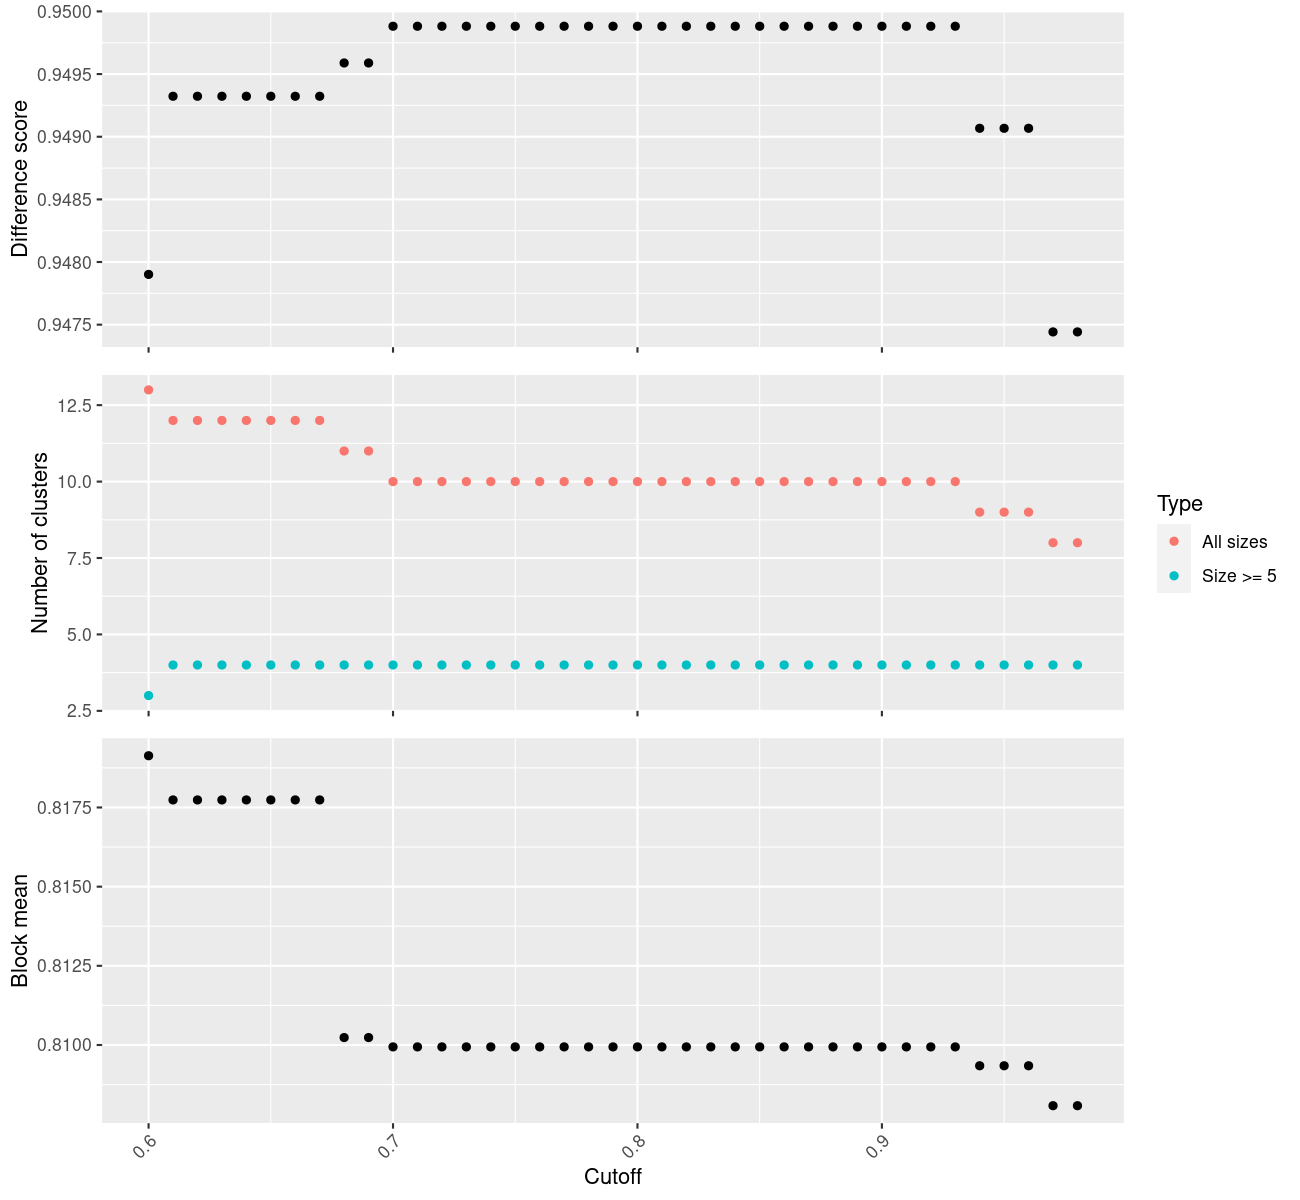 0.9500
0.9495
0.9490
0.9485
0.9480
0.9475
Difference score
12.5
10.0
7.5
5.0
2.5
Number of clusters
Type
All sizes
Size >= 5
0.8175
0.8150
0.8125
0.8100
Block mean
0.6 0.7 0.8 0.9
Cutoff